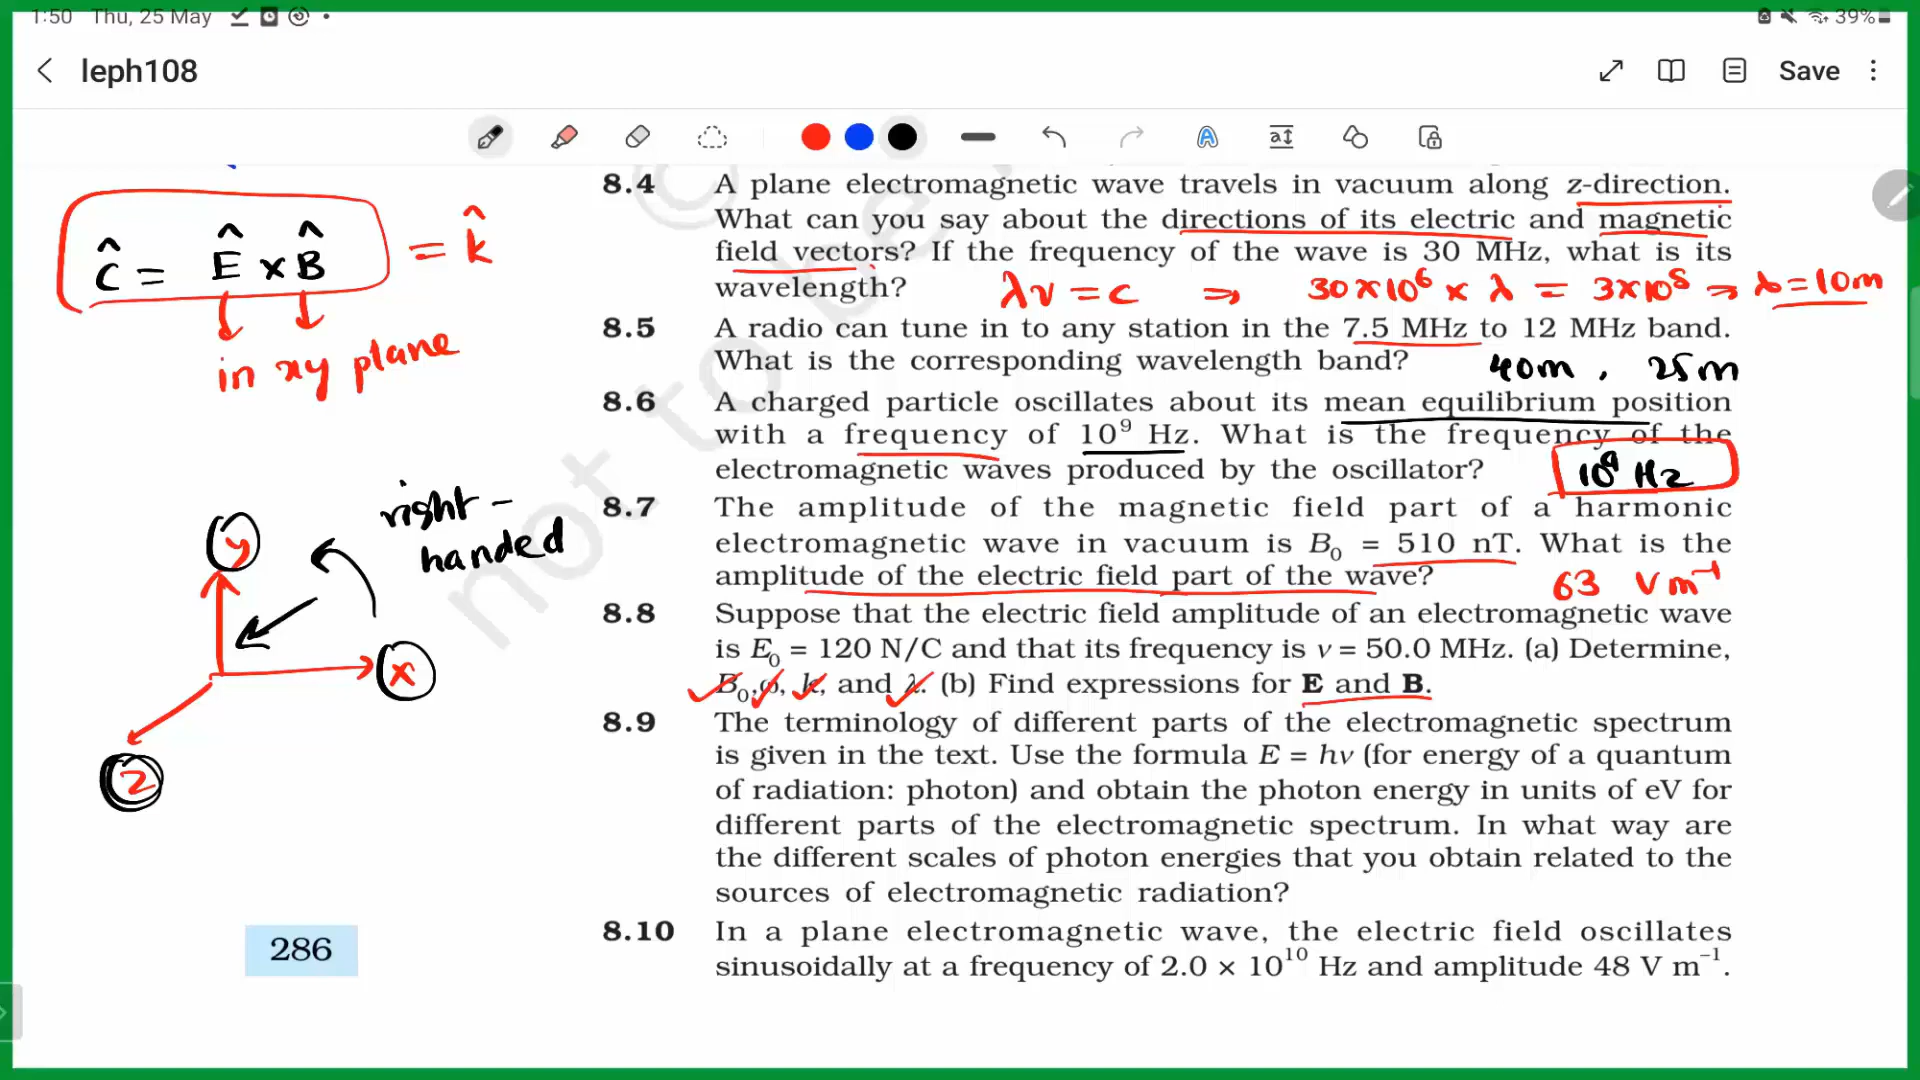 1:50 Thu, 25 May
39%
leph108
Save
8.4 A plane electromagnetic wave travels in vacuum along z-direction.
What can you say about the directions of its electric and magnetic
field vectors? If the frequency of the wave is 30 MHz, what is its
wavelength? λν = c ⇒ 30×10⁶ × λ = 3×10⁸ ⇒ λ = 10m
8.5 A radio can tune in to any station in the 7.5 MHz to 12 MHz band.
What is the corresponding wavelength band? 40m , 25m
8.6 A charged particle oscillates about its mean equilibrium position
with a frequency of 10⁹ Hz. What is the frequency of the
electromagnetic waves produced by the oscillator? 10⁹ Hz
8.7 The amplitude of the magnetic field part of a harmonic
electromagnetic wave in vacuum is B₀ = 510 nT. What is the
amplitude of the electric field part of the wave? 63 Vm⁻¹
8.8 Suppose that the electric field amplitude of an electromagnetic wave
is E₀ = 120 N/C and that its frequency is ν = 50.0 MHz. (a) Determine,
B₀,ω, k, and λ. (b) Find expressions for E and B.
8.9 The terminology of different parts of the electromagnetic spectrum
is given in the text. Use the formula E = hν (for energy of a quantum
of radiation: photon) and obtain the photon energy in units of eV for
different parts of the electromagnetic spectrum. In what way are
the different scales of photon energies that you obtain related to the
sources of electromagnetic radiation?
8.10 In a plane electromagnetic wave, the electric field oscillates
sinusoidally at a frequency of 2.0 × 10¹⁰ Hz and amplitude 48 V m⁻¹.
ĉ = Ê × B̂ = k̂
in xy plane
right-
handed
y
x
z
286
© not to be